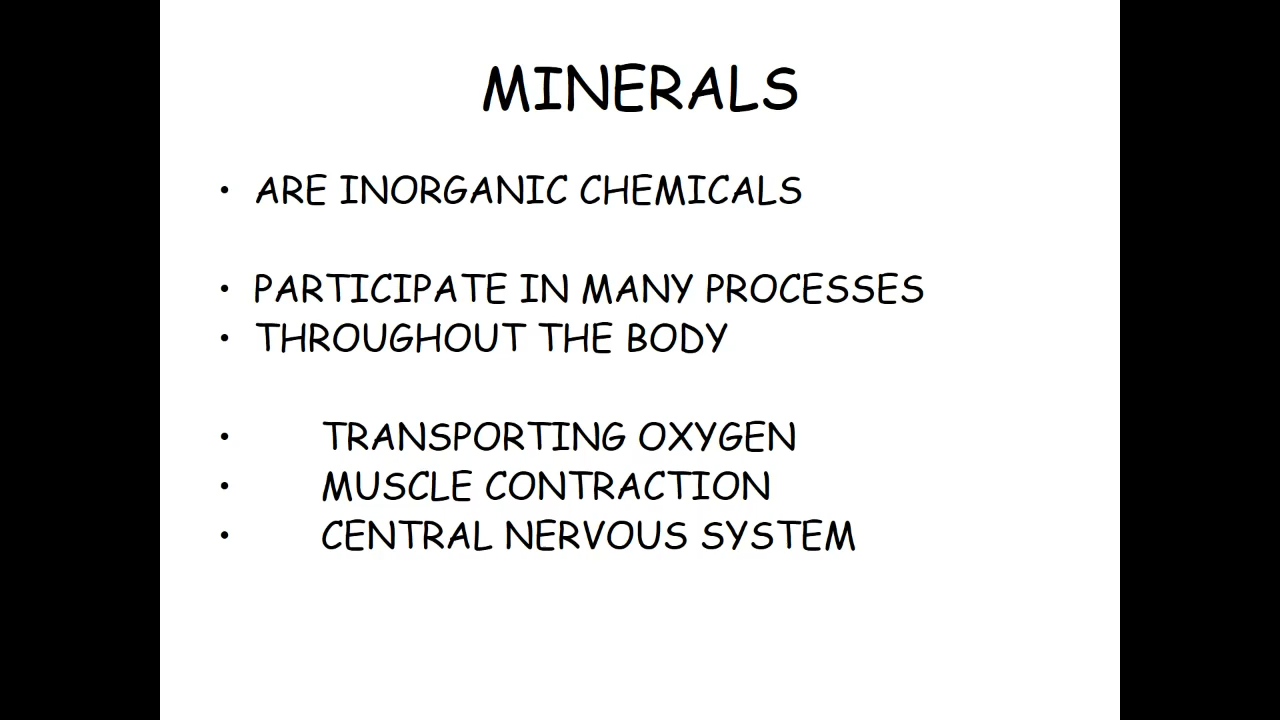 MINERALS
• ARE INORGANIC CHEMICALS
• PARTICIPATE IN MANY PROCESSES
• THROUGHOUT THE BODY
• TRANSPORTING OXYGEN
• MUSCLE CONTRACTION
• CENTRAL NERVOUS SYSTEM